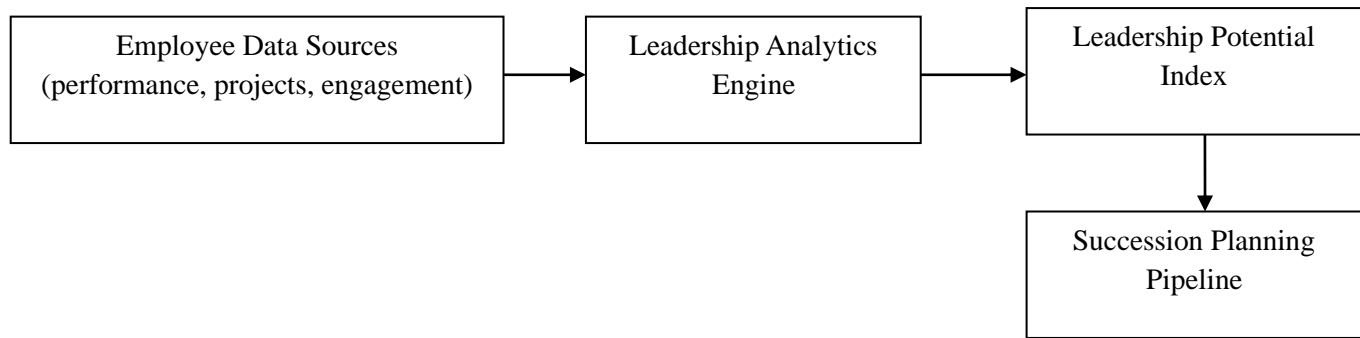 Employee Data Sources
(performance, projects, engagement)
Leadership Analytics
Engine
Leadership Potential
Index
Succession Planning
Pipeline